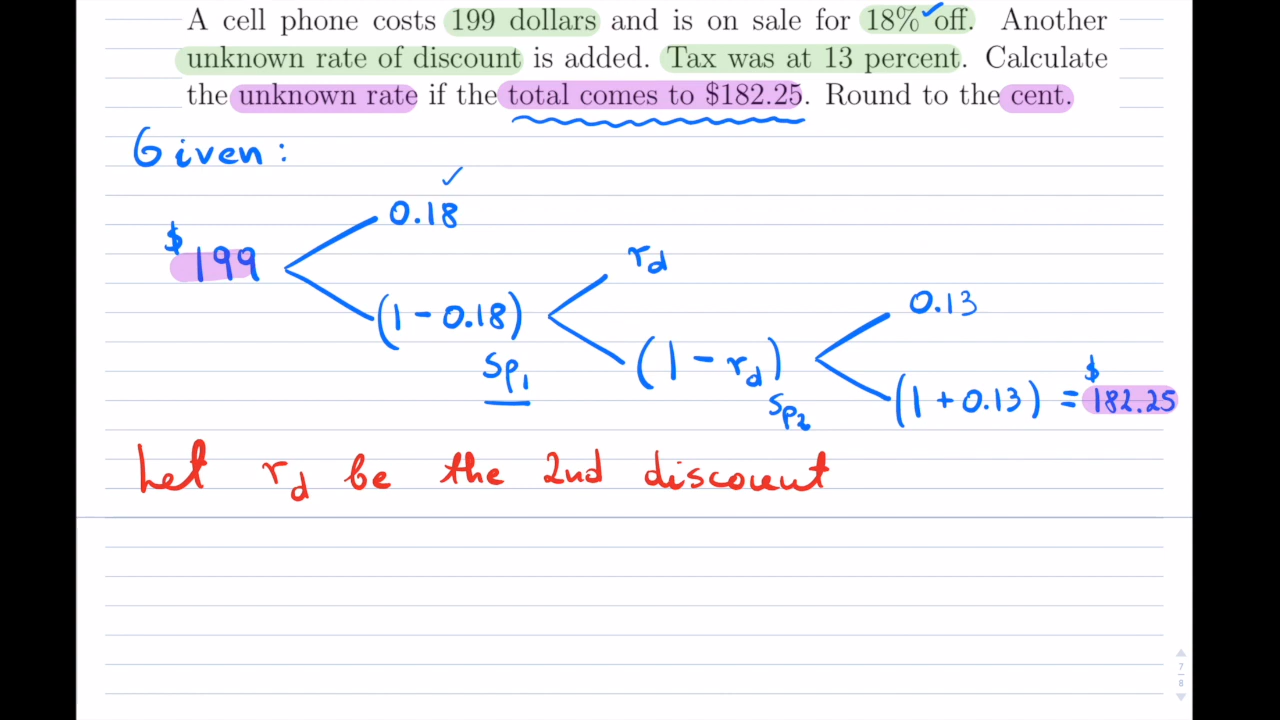 A cell phone costs 199 dollars and is on sale for 18% off. Another
unknown rate of discount is added. Tax was at 13 percent. Calculate
the unknown rate if the total comes to $182.25. Round to the cent.
Given:
0.18
$199
rd
(1 - 0.18)
0.13
Sp1
(1 - rd)
Sp2
(1 + 0.13) = $182.25
Let rd be the 2nd discount
7
8